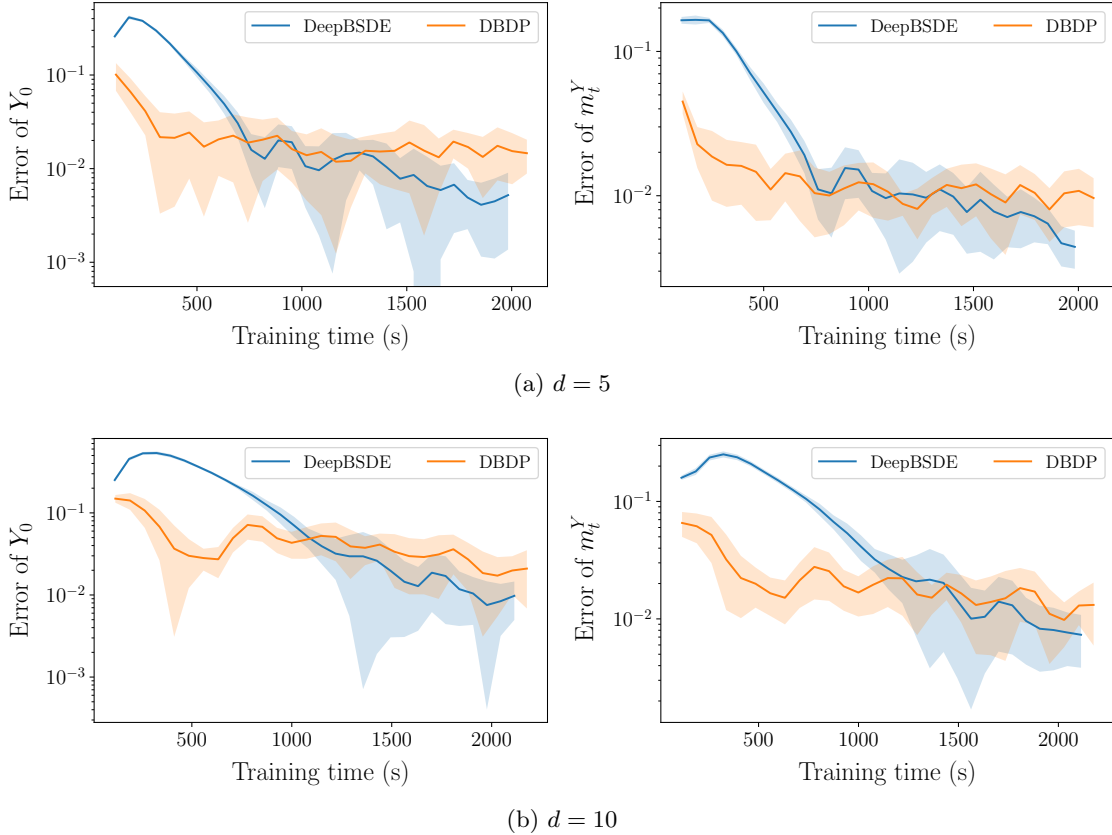 DeepBSDE DBDP
Error of Y_0
10^{-1}
10^{-2}
10^{-3}
500 1000 1500 2000
Training time (s)
DeepBSDE DBDP
Error of m_t^Y
10^{-1}
10^{-2}
500 1000 1500 2000
Training time (s)
(a) d = 5
DeepBSDE DBDP
Error of Y_0
10^{-1}
10^{-2}
10^{-3}
500 1000 1500 2000
Training time (s)
DeepBSDE DBDP
Error of m_t^Y
10^{-1}
10^{-2}
500 1000 1500 2000
Training time (s)
(b) d = 10